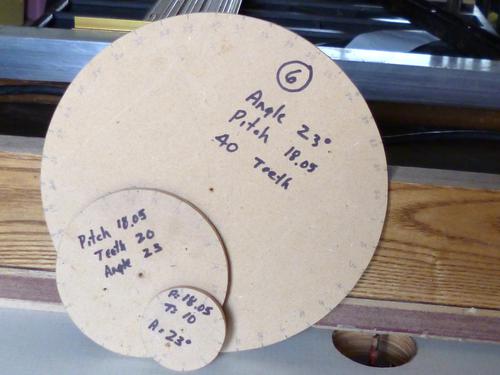 6
Angle 23°
Pitch 18.05
40 Teeth
Pitch 18.05
Teeth 20
Angle 23
P: 18.05
T: 10
A = 23°